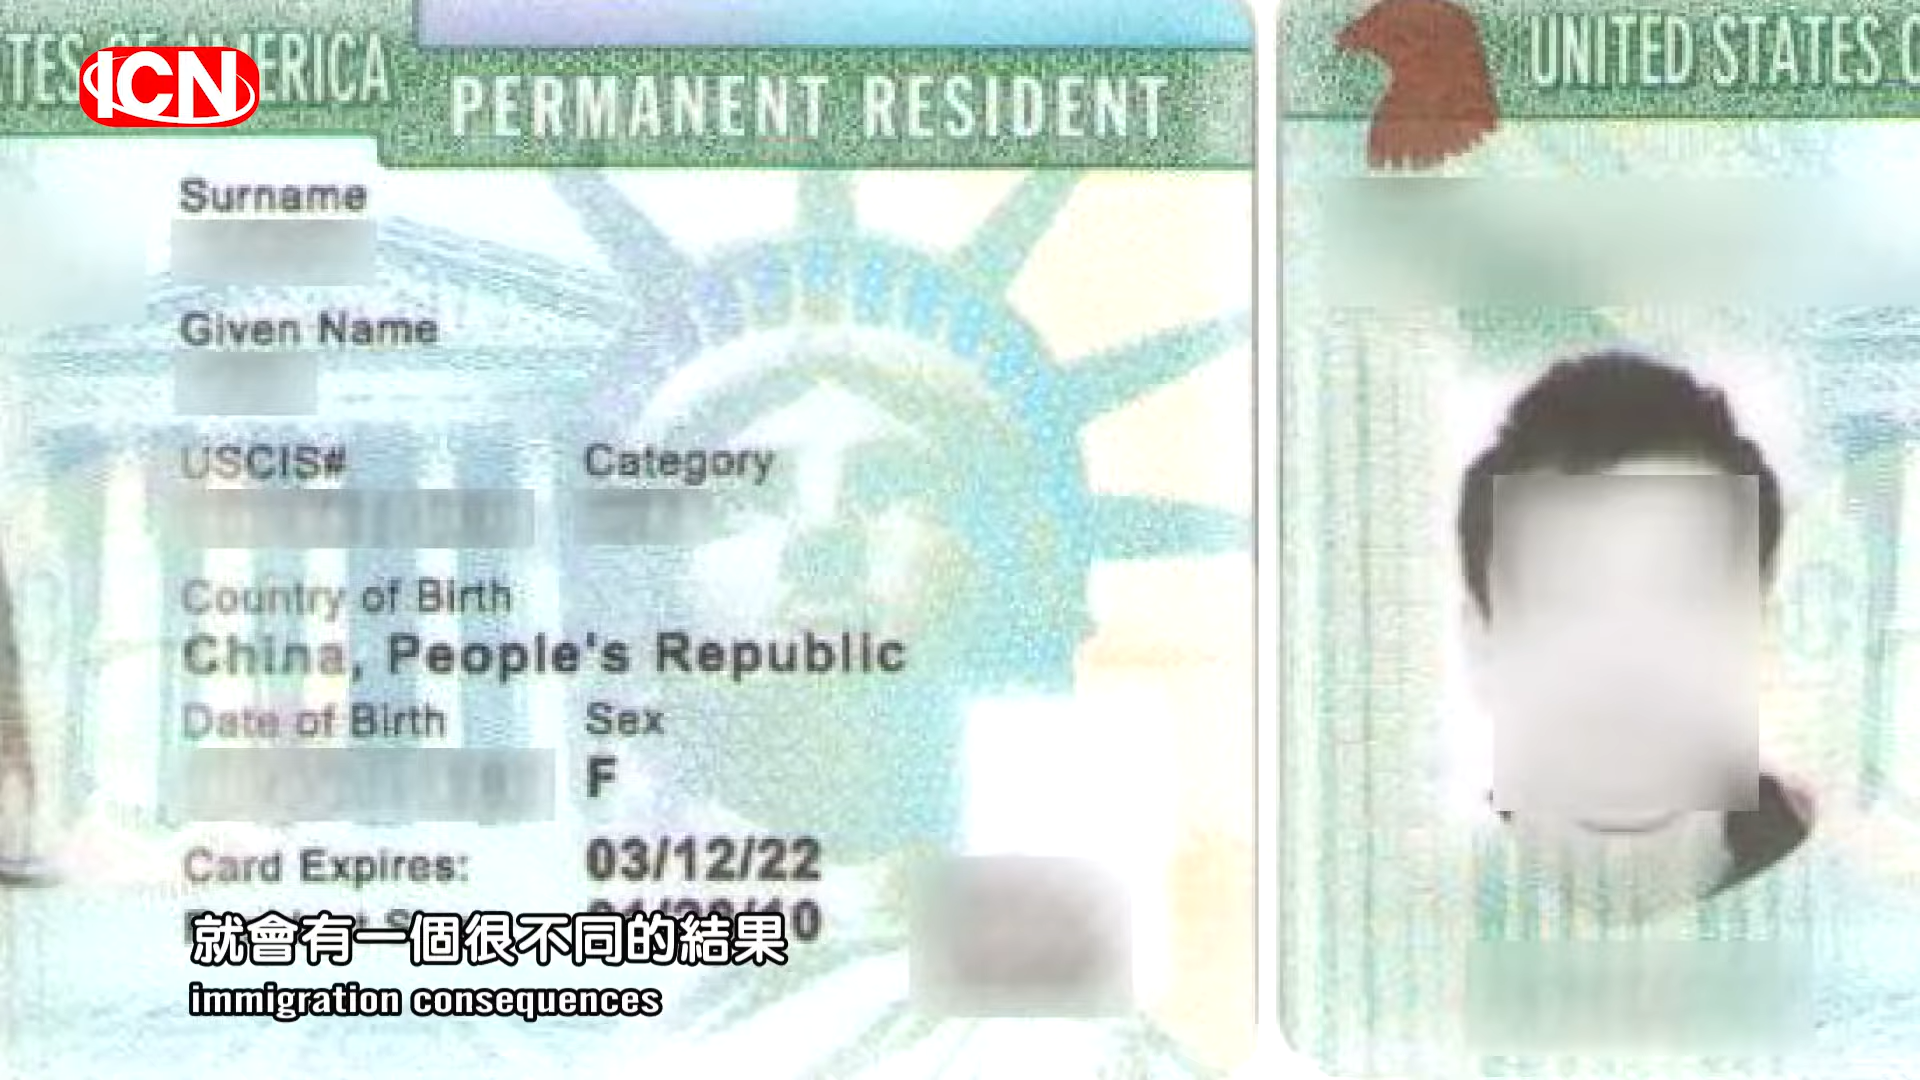 TES OF AMERICA
ICN
PERMANENT RESIDENT
UNITED STATES O
Surname
Given Name
USCIS#
Category
Country of Birth
China, People's Republic
Date of Birth
Sex
F
Card Expires:
03/12/22
就會有一個很不同的結果
immigration consequences